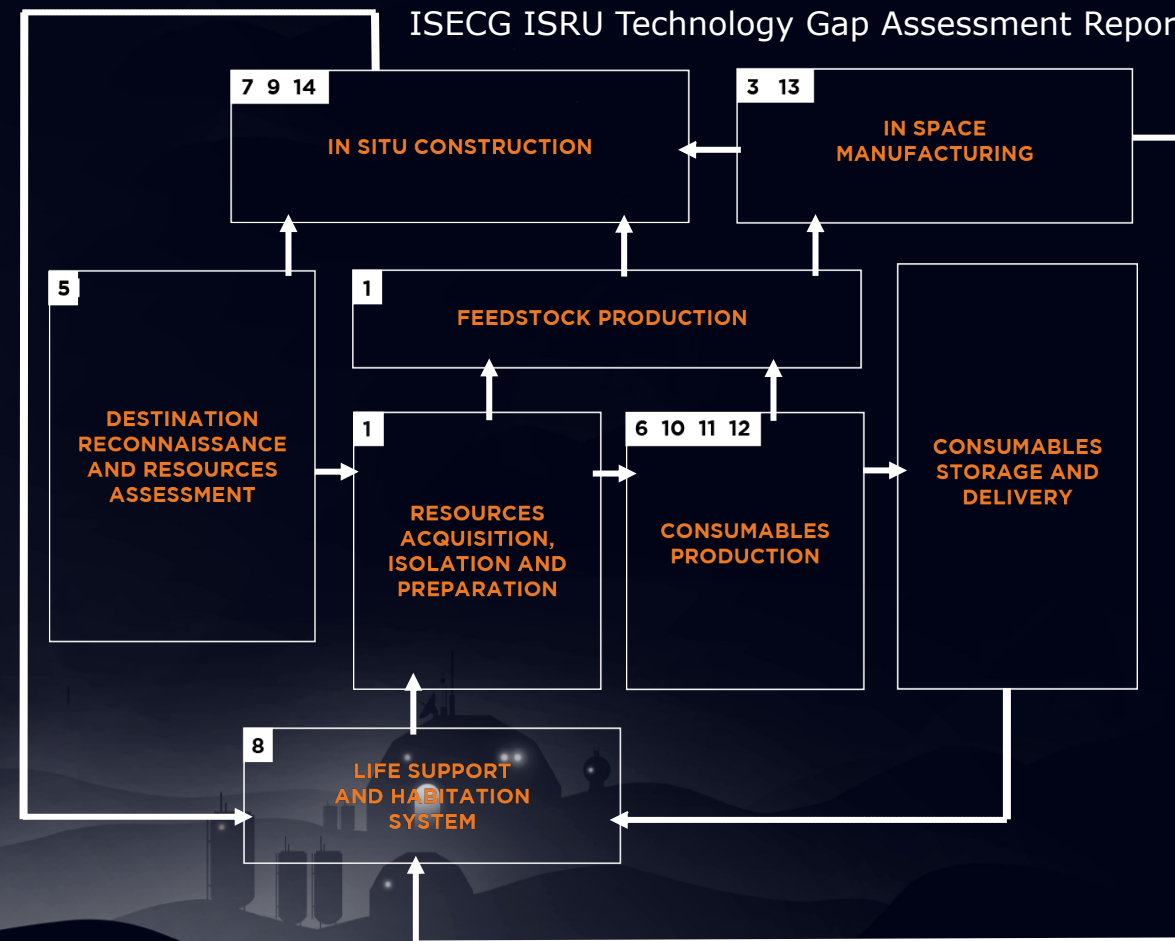 ISECG ISRU Technology Gap Assessment Repor
7 9 14
IN SITU CONSTRUCTION
3 13
IN SPACE
MANUFACTURING
5
DESTINATION
RECONNAISSANCE
AND RESOURCES
ASSESSMENT
1
FEEDSTOCK PRODUCTION
1
RESOURCES
ACQUISITION,
ISOLATION AND
PREPARATION
6 10 11 12
CONSUMABLES
PRODUCTION
CONSUMABLES
STORAGE AND
DELIVERY
8
LIFE SUPPORT
AND HABITATION
SYSTEM